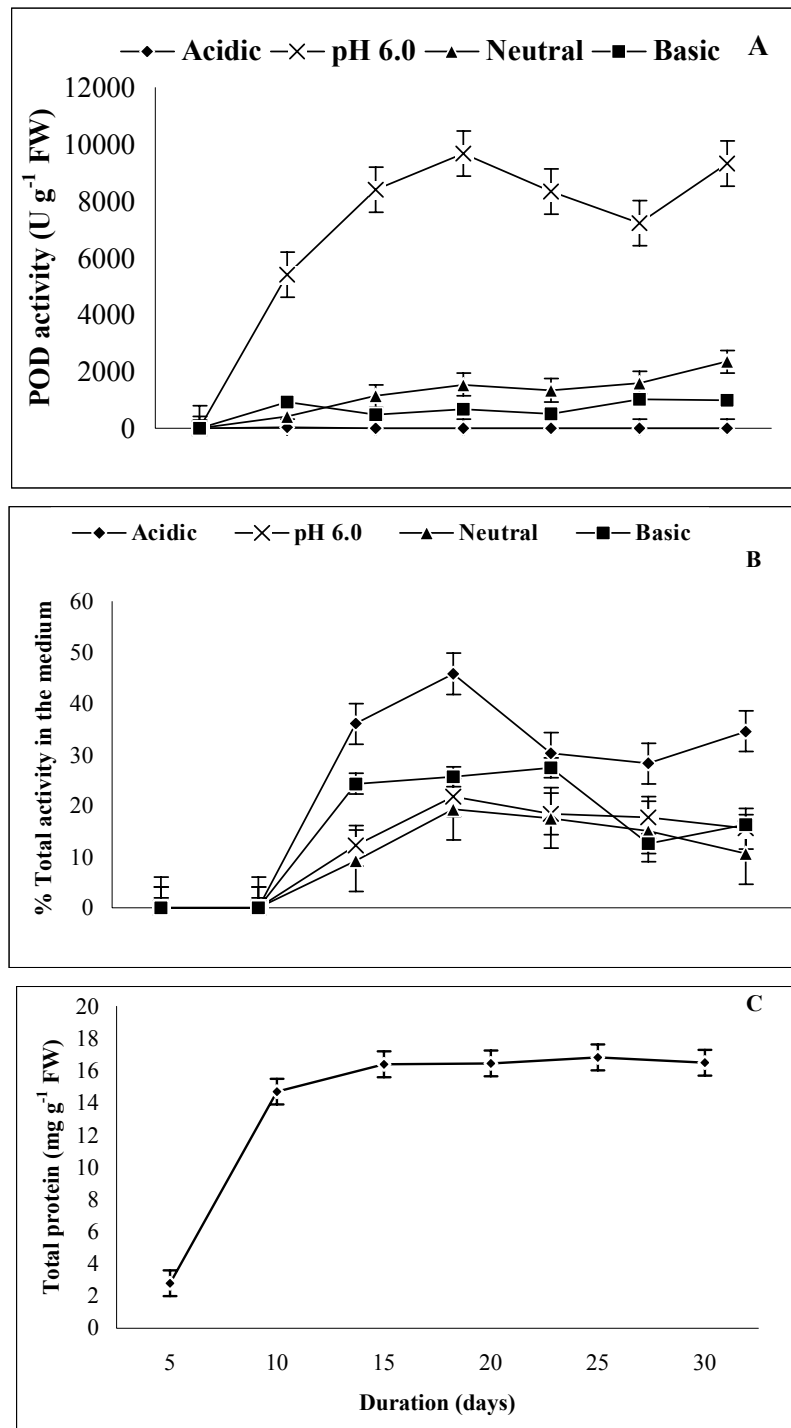 Acidic pH 6.0 Neutral Basic A
12000
10000
8000
6000
4000
2000
0
POD activity (U g-1 FW)
Acidic pH 6.0 Neutral Basic
B
60
50
40
30
20
10
0
% Total activity in the medium
C
20
18
16
14
12
10
8
6
4
2
0
Total protein (mg g-1 FW)
5 10 15 20 25 30
Duration (days)